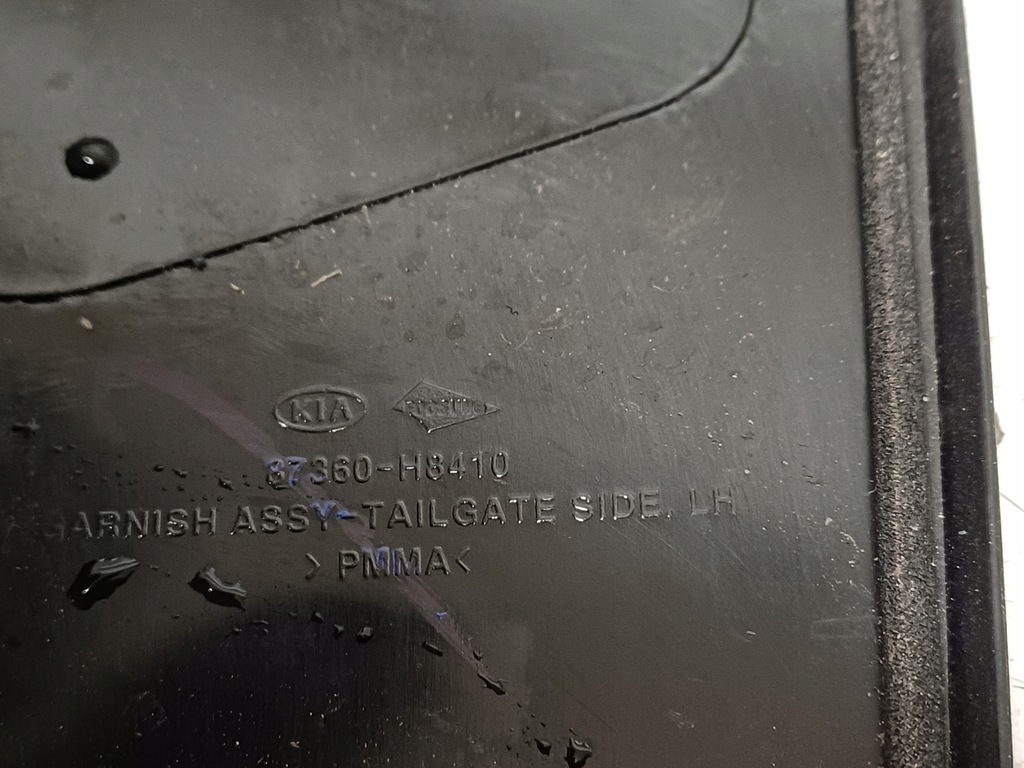 KIA
87360-H8410
GARNISH ASSY-TAILGATE SIDE, LH
>PMMA<